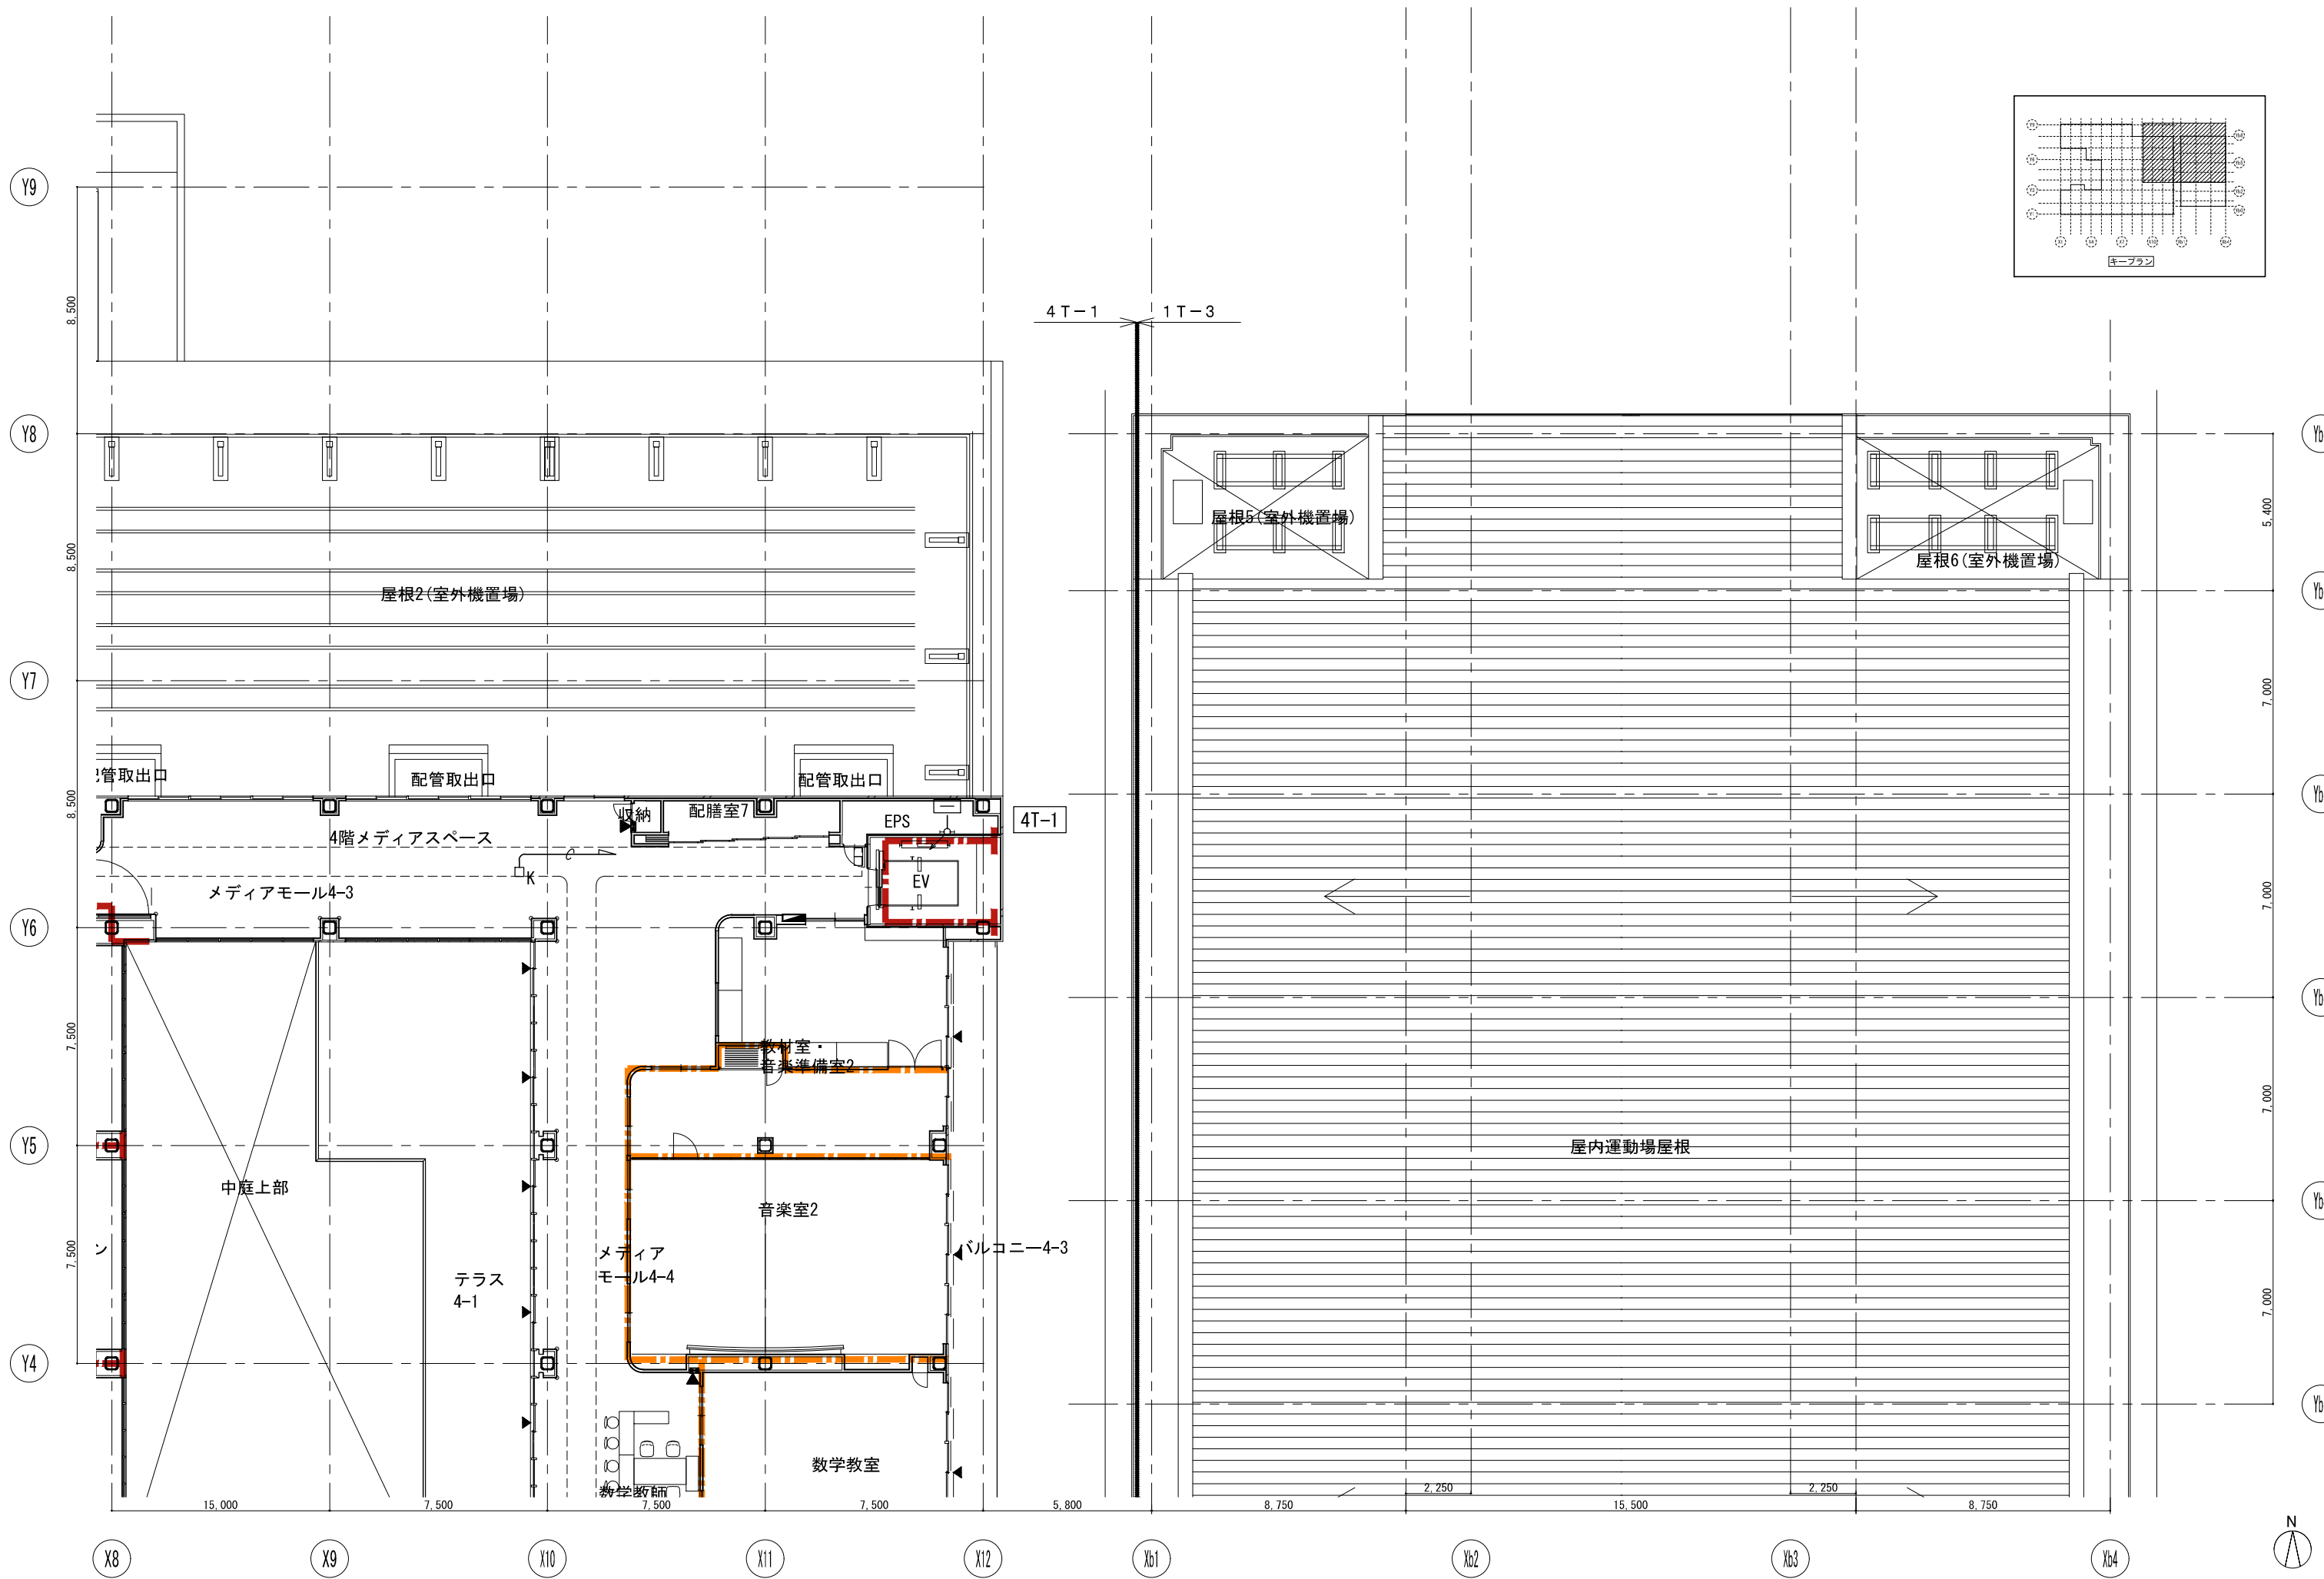 キープラン
Y9
8,500
4T-1
1T-3
Y8
8,500
屋根5(室外機置場)
屋根6(室外機置場)
5,400
屋根2(室外機置場)
Y7
7,000
配管取出口
配管取出口
配管取出口
8,500
収納
配膳室7
EPS
4T-1
4階メディアスペース
K
EV
メディアモール4-3
7,000
Y6
7,500
教材室・
音楽準備室2
7,000
Y5
屋内運動場屋根
中庭上部
音楽室2
メディア
モール4-4
バルコニー4-3
ン
7,500
テラス
4-1
7,000
Y4
数学教室
数学教師
15,000
7,500
7,500
7,500
5,800
8,750
2,250
15,500
2,250
8,750
N
X8
X9
X10
X11
X12
Xb1
Xb2
Xb3
Xb4